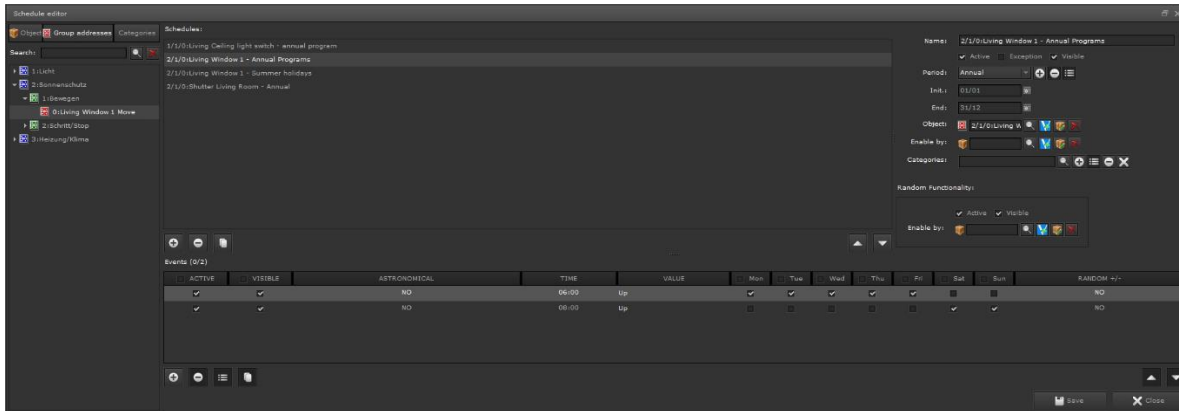 Schedule editor
Object Group addresses Categories
Search:
1:Licht
2:Sonnenschutz
1:Bewegen
0:Living Window 1 Move
2:Schritt/Stop
3:Heizung/Klima
Schedules:
1/1/0:Living Ceiling light switch - annual program
2/1/0:Living Window 1 - Annual Programs
2/1/0:Living Window 1 - Summer holidays
2/1/0:Shutter Living Room - Annual
Name: 2/1/0:Living Window 1 - Annual Programs
Active Exception Visible
Period: Annual
Init.: 01/01
End: 31/12
Object: 2/1/0:Living W
Enable by:
Categories:
Random Functionality:
Active Visible
Enable by:
Events (0/2)
ACTIVE VISIBLE ASTRONOMICAL TIME VALUE Mon Tue Wed Thu Fri Sat Sun RANDOM +/-
NO 06:00 Up NO
NO 08:00 Up NO
Save Close